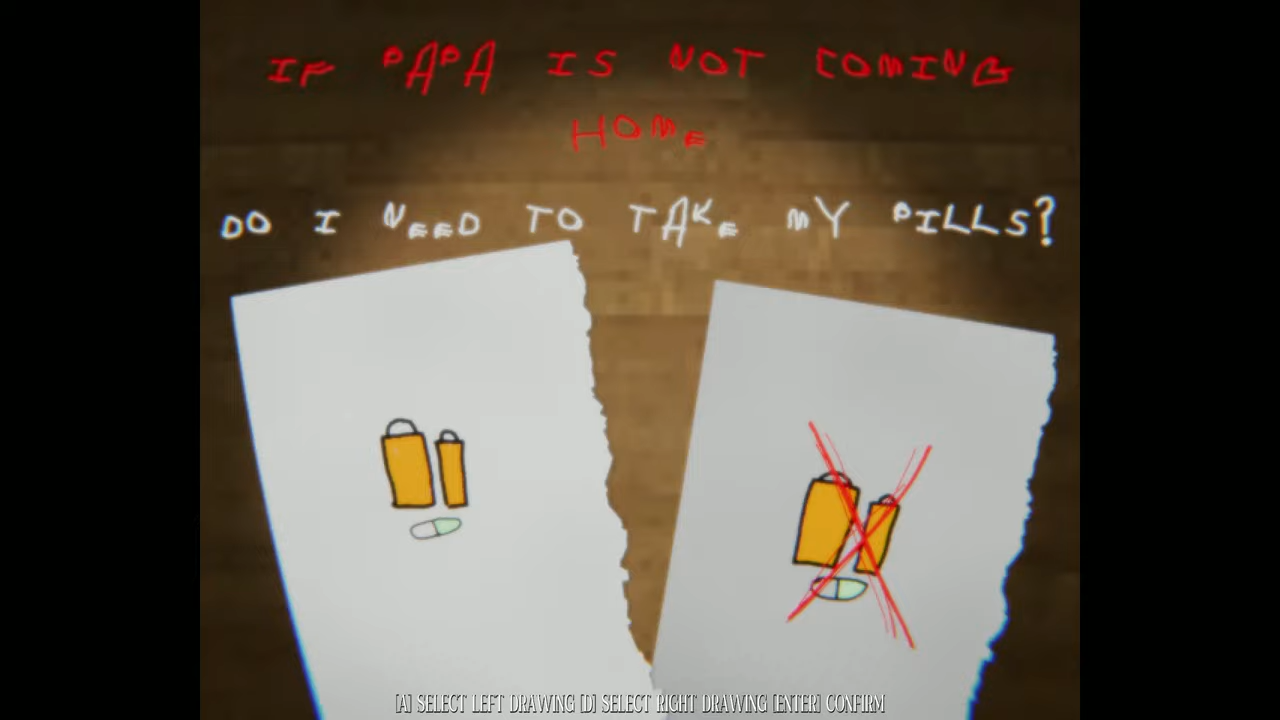 IF PAPA IS NOT COMING
HOME
DO I NEED TO TAKE MY PILLS?
[A] SELECT LEFT DRAWING [D] SELECT RIGHT DRAWING [ENTER] CONFIRM